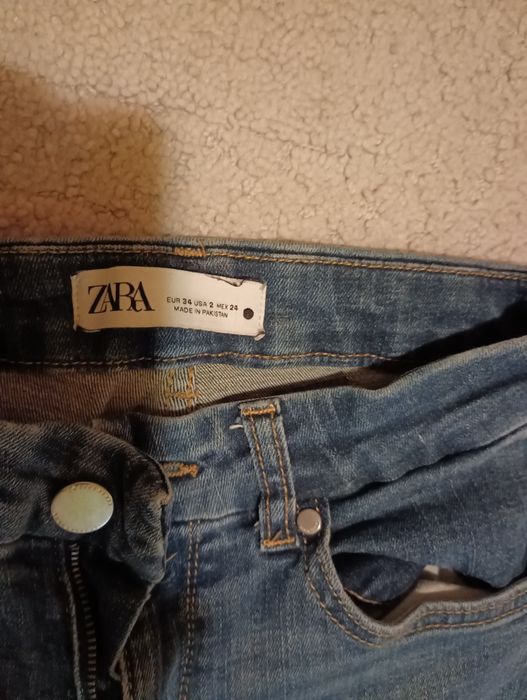 ZARA
EUR 34 USA 2 MEX 24
MADE IN PAKISTAN